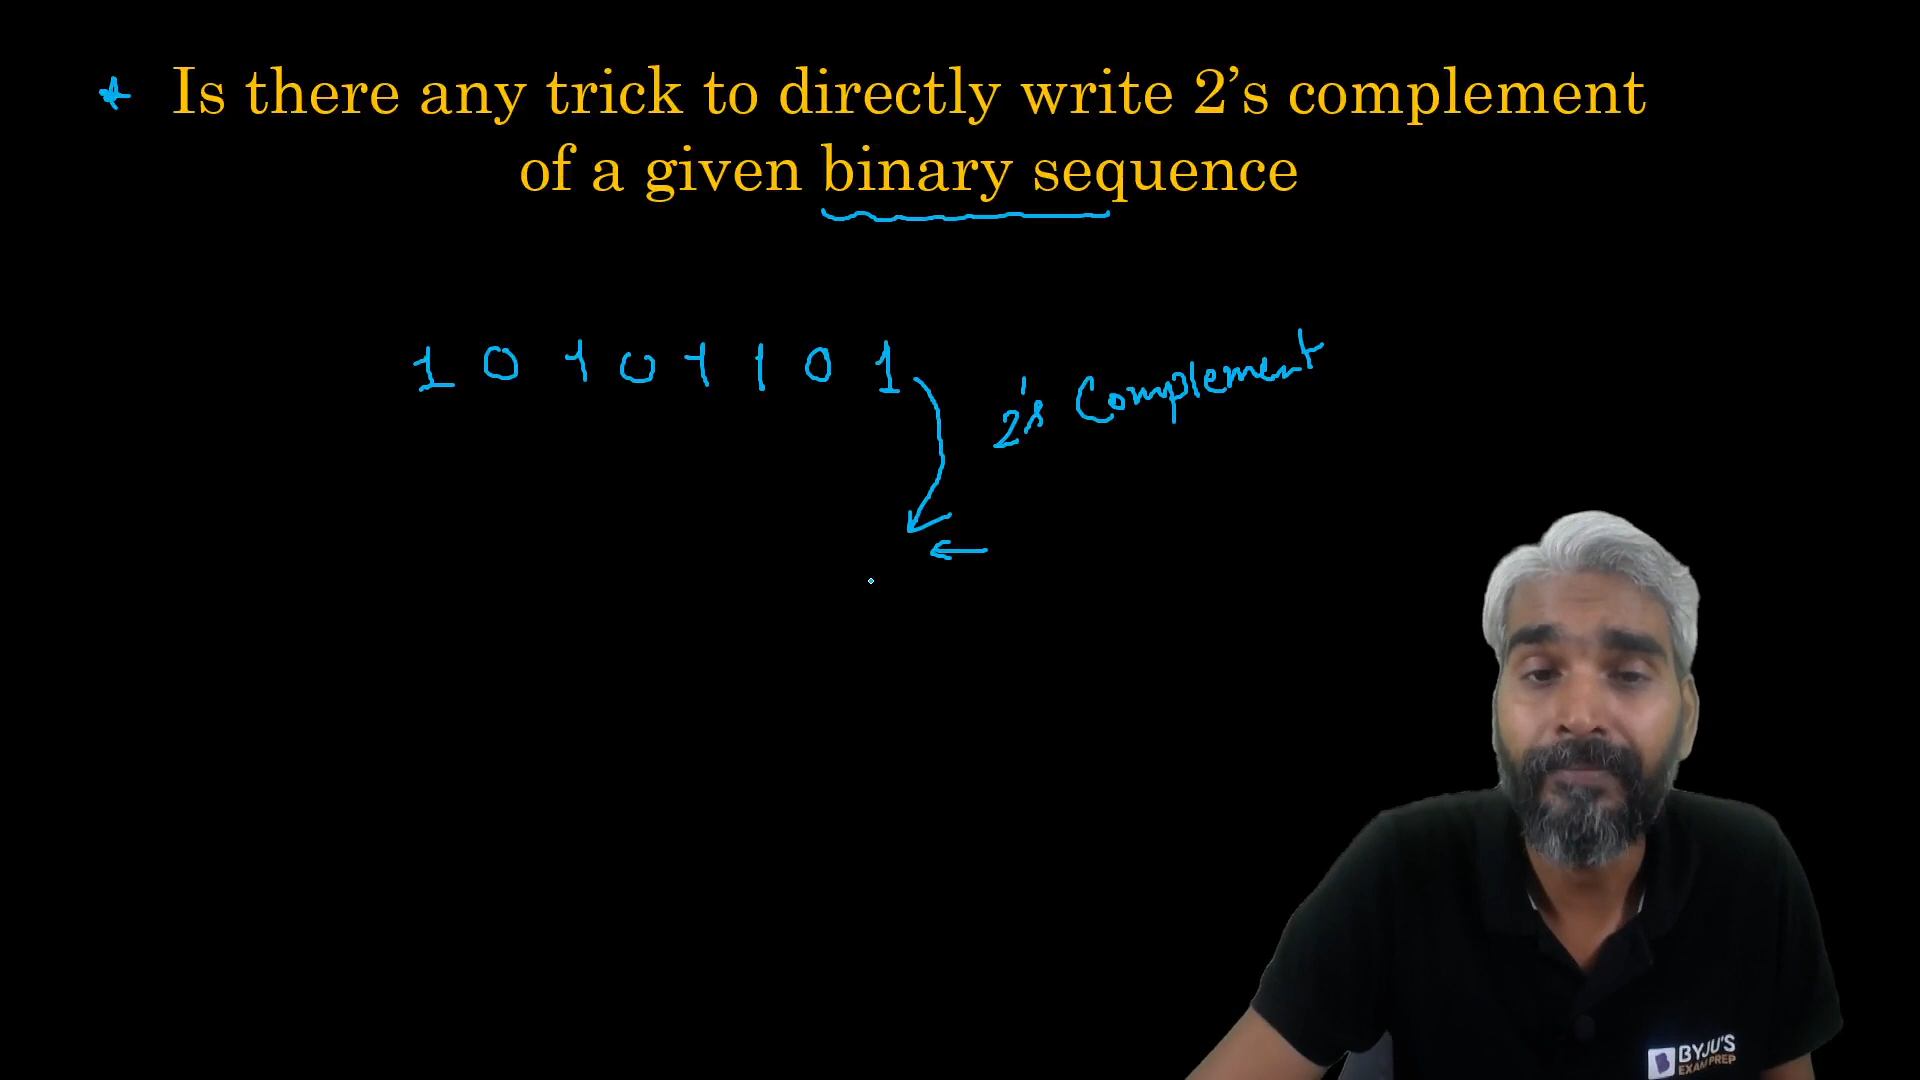 * Is there any trick to directly write 2's complement
of a given binary sequence
1 0 1 0 1 1 0 1
2's Complement
BYJU'S
EXAM PREP